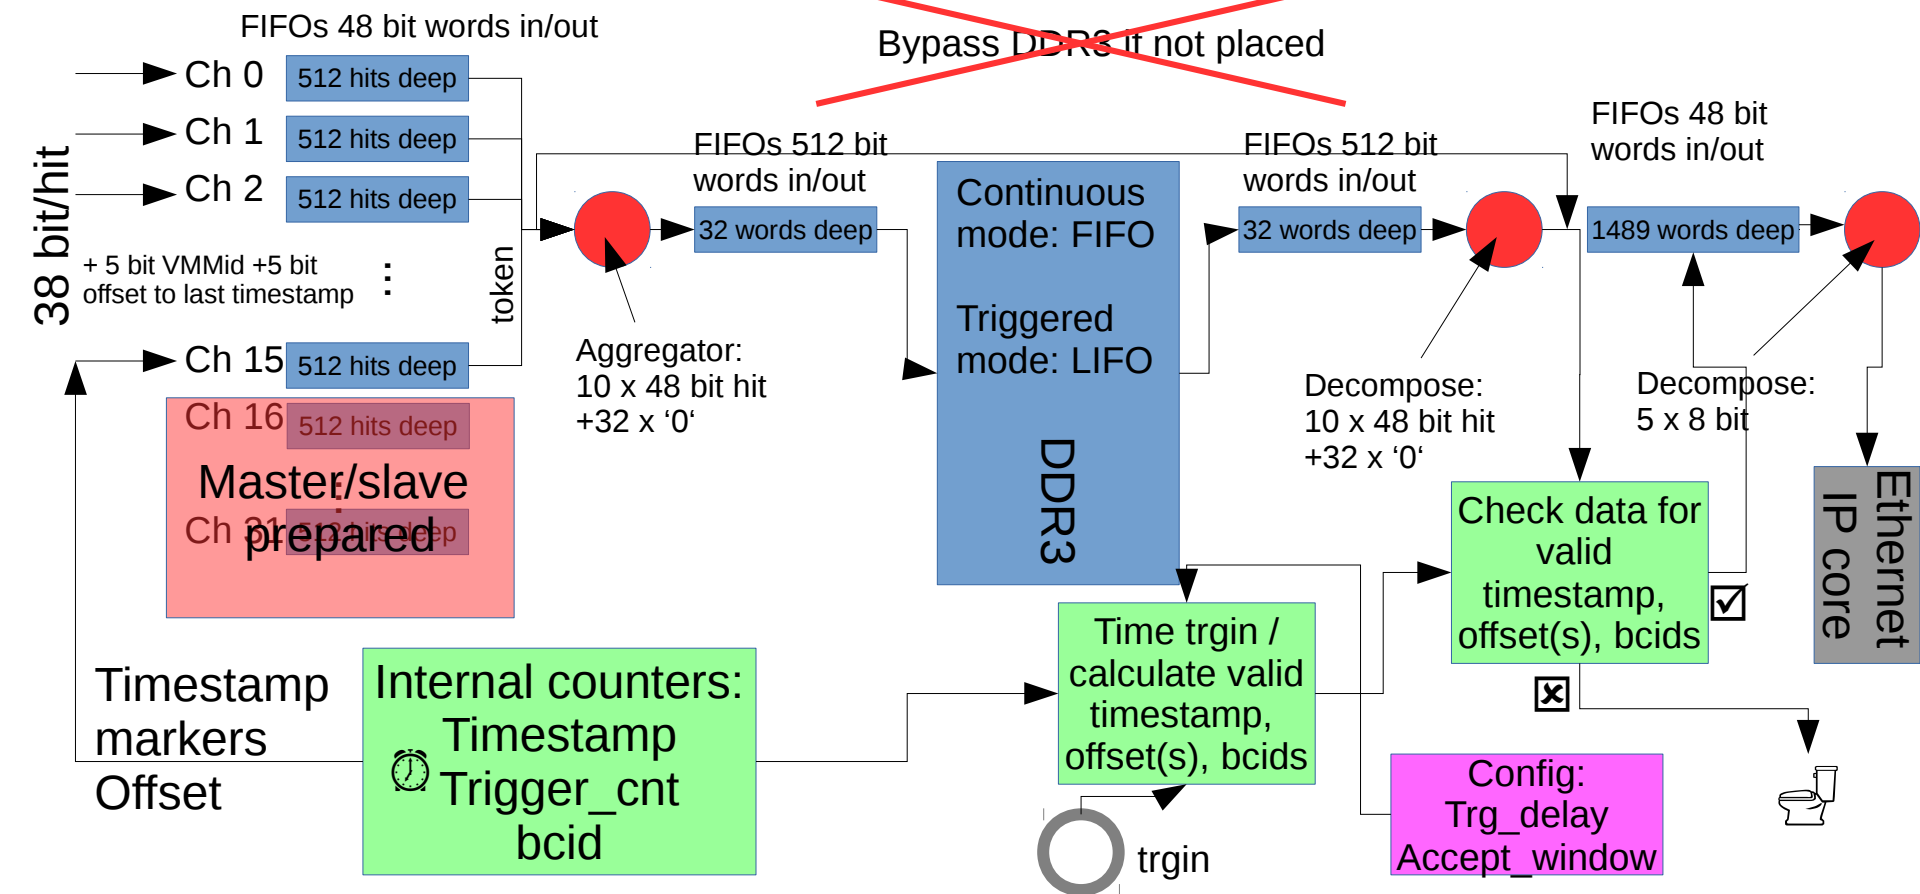 FIFOs 48 bit words in/out
Bypass DDR3 if not placed
Ch 0
512 hits deep
Ch 1
512 hits deep
Ch 2
512 hits deep
38 bit/hit
+ 5 bit VMMid +5 bit
offset to last timestamp
⋮
token
Ch 15
512 hits deep
Ch 16
512 hits deep
Master/slave
prepared
⋮
Ch 31
512 hits deep
FIFOs 512 bit
words in/out
32 words deep
Aggregator:
10 x 48 bit hit
+32 x ‘0‘
Continuous
mode: FIFO
Triggered
mode: LIFO
DDR3
FIFOs 512 bit
words in/out
32 words deep
Decompose:
10 x 48 bit hit
+32 x ‘0‘
FIFOs 48 bit
words in/out
1489 words deep
Decompose:
5 x 8 bit
Ethernet
IP core
Check data for
valid
timestamp,
offset(s), bcids
Time trgin /
calculate valid
timestamp,
offset(s), bcids
Timestamp
markers
Offset
Internal counters:
Timestamp
Trigger_cnt
bcid
trgin
Config:
Trg_delay
Accept_window